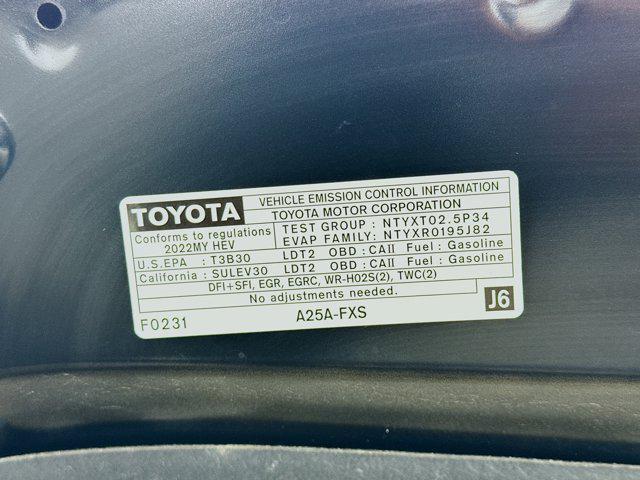 TOYOTA
VEHICLE EMISSION CONTROL INFORMATION
TOYOTA MOTOR CORPORATION
Conforms to regulations
2022MY HEV
TEST GROUP : NTYXT02.5P34
EVAP FAMILY: NTYXR0195J82
U.S.EPA : T3B30 LDT2 OBD : CAII Fuel : Gasoline
California : SULEV30 LDT2 OBD : CAII Fuel : Gasoline
DFI+SFI, EGR, EGRC, WR-HO2S(2), TWC(2)
No adjustments needed.
F0231
A25A-FXS
J6